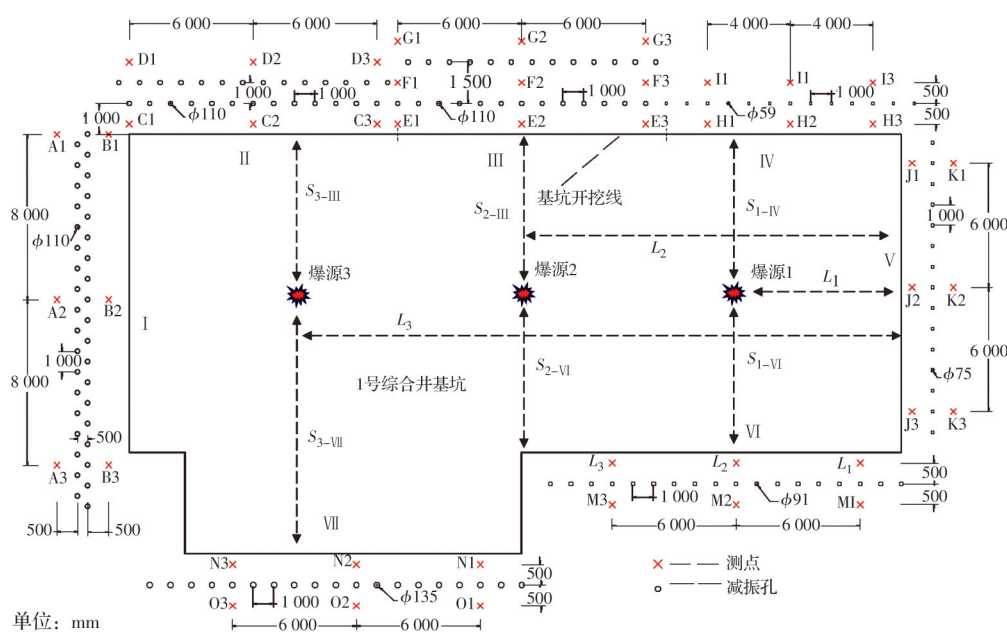 6 000 6 000 6 000 6 000 4 000 4 000
G1 G2 G3
D1 D2 D3
F1 1 500 F2 F3 I1 I1 I3
1 000 1 000 1 000 500
1 000 ϕ110 ϕ110 ϕ59 1 000 500
C1 C2 C3 E1 E2 E3 H1 H2 H3
A1 B1
II III IV
J1 K1
S3-III S2-III 基坑开挖线 S1-IV
8 000 1 000
ϕ110 L2 6 000
V
爆源3 爆源2 爆源1 L1
A2 B2 J2 K2
I L3
1 000 S2-VI S1-VI 6 000
8 000 1号综合井基坑 ϕ75
J3 K3
500 S3-VII VI
A3 B3 L3 L2 L1 500
M3 1 000 M2 ϕ91 M1 500
500 500 VII 6 000 6 000
N3 N2 N1 测点
500
1 000 ϕ135 减振孔
O3 O2 O1 500
单位：mm 6 000 6 000